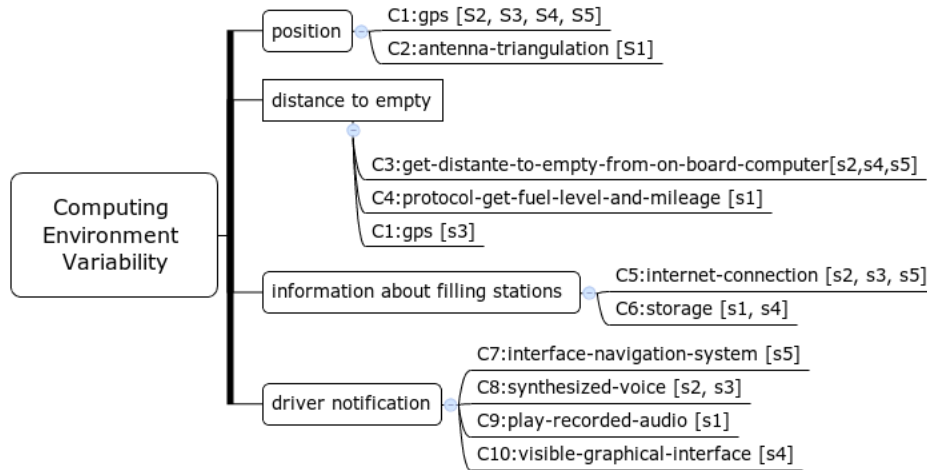 Computing
Environment
Variability
position
C1:gps [S2, S3, S4, S5]
C2:antenna-triangulation [S1]
distance to empty
C3:get-distante-to-empty-from-on-board-computer[s2,s4,s5]
C4:protocol-get-fuel-level-and-mileage [s1]
C1:gps [s3]
information about filling stations
C5:internet-connection [s2, s3, s5]
C6:storage [s1, s4]
driver notification
C7:interface-navigation-system [s5]
C8:synthesized-voice [s2, s3]
C9:play-recorded-audio [s1]
C10:visible-graphical-interface [s4]